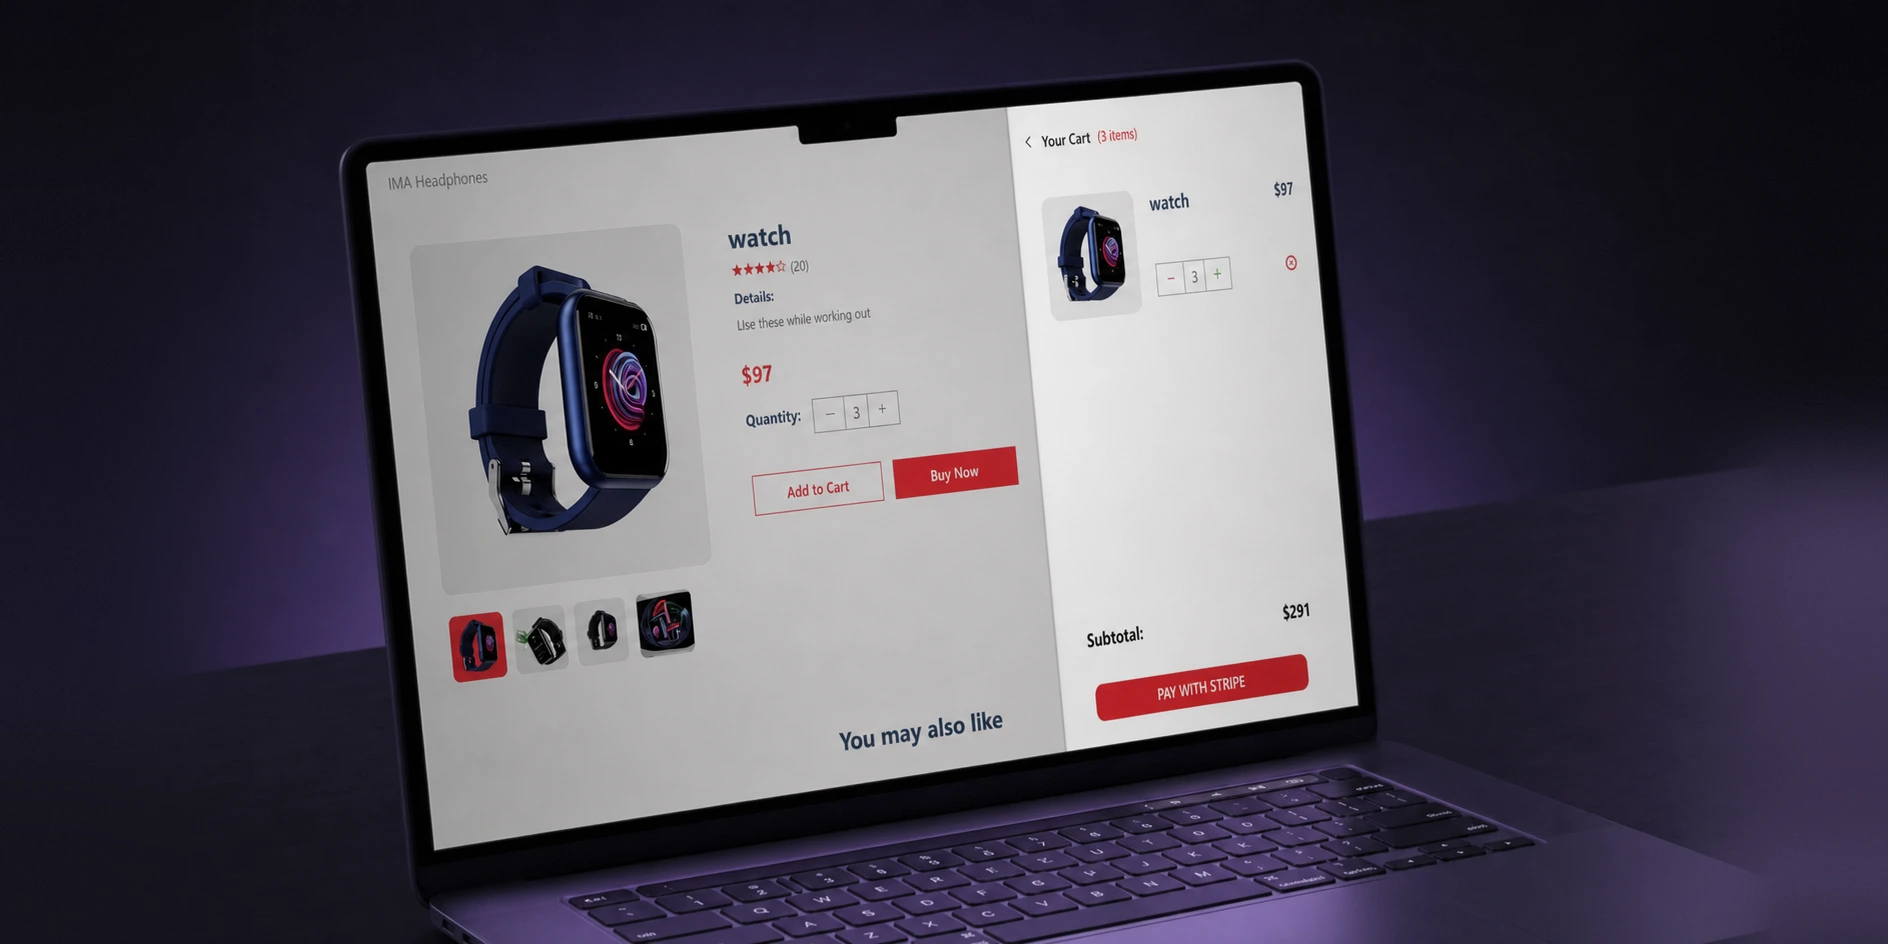 IMA Headphones
watch
(20)
Details:
Use these while working out
$97
Quantity:
− 3 +
Add to Cart
Buy Now
You may also like
Your Cart (3 items)
watch
$97
− 3 +
$291
Subtotal:
PAY WITH STRIPE